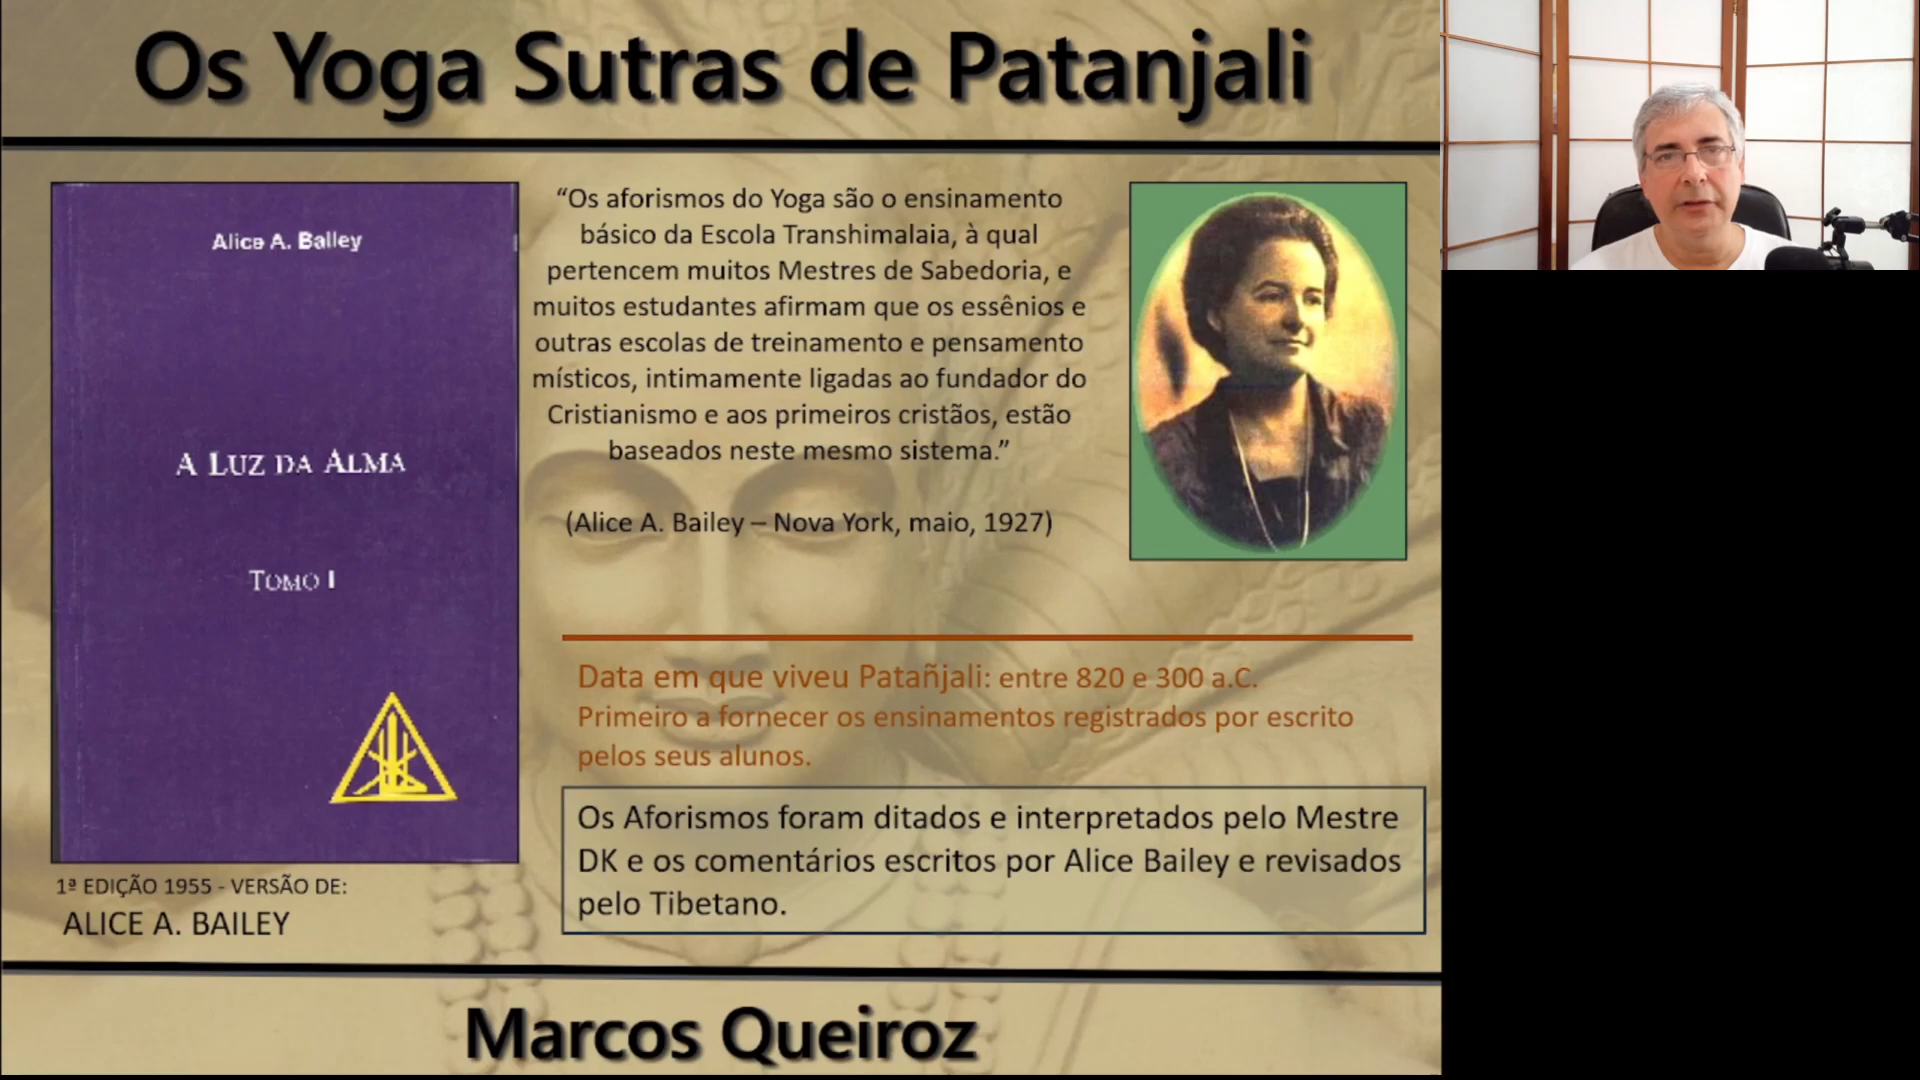 Os Yoga Sutras de Patanjali
Alice A. Bailey
A LUZ DA ALMA
TOMO I
1ª EDIÇÃO 1955 - VERSÃO DE:
ALICE A. BAILEY
“Os aforismos do Yoga são o ensinamento
básico da Escola Transhimalaia, à qual
pertencem muitos Mestres de Sabedoria, e
muitos estudantes afirmam que os essênios e
outras escolas de treinamento e pensamento
místicos, intimamente ligadas ao fundador do
Cristianismo e aos primeiros cristãos, estão
baseados neste mesmo sistema.”
(Alice A. Bailey – Nova York, maio, 1927)
Data em que viveu Patañjali: entre 820 e 300 a.C.
Primeiro a fornecer os ensinamentos registrados por escrito
pelos seus alunos.
Os Aforismos foram ditados e interpretados pelo Mestre
DK e os comentários escritos por Alice Bailey e revisados
pelo Tibetano.
Marcos Queiroz